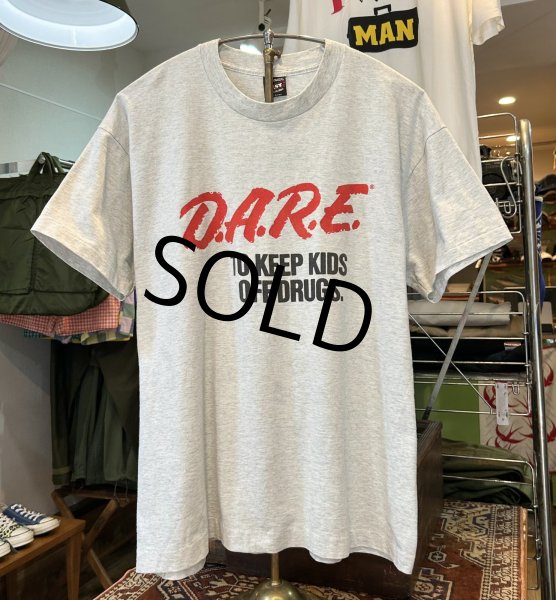 MAN
D.A.R.E.®
TO KEEP KIDS
OFF DRUGS.
SOLD